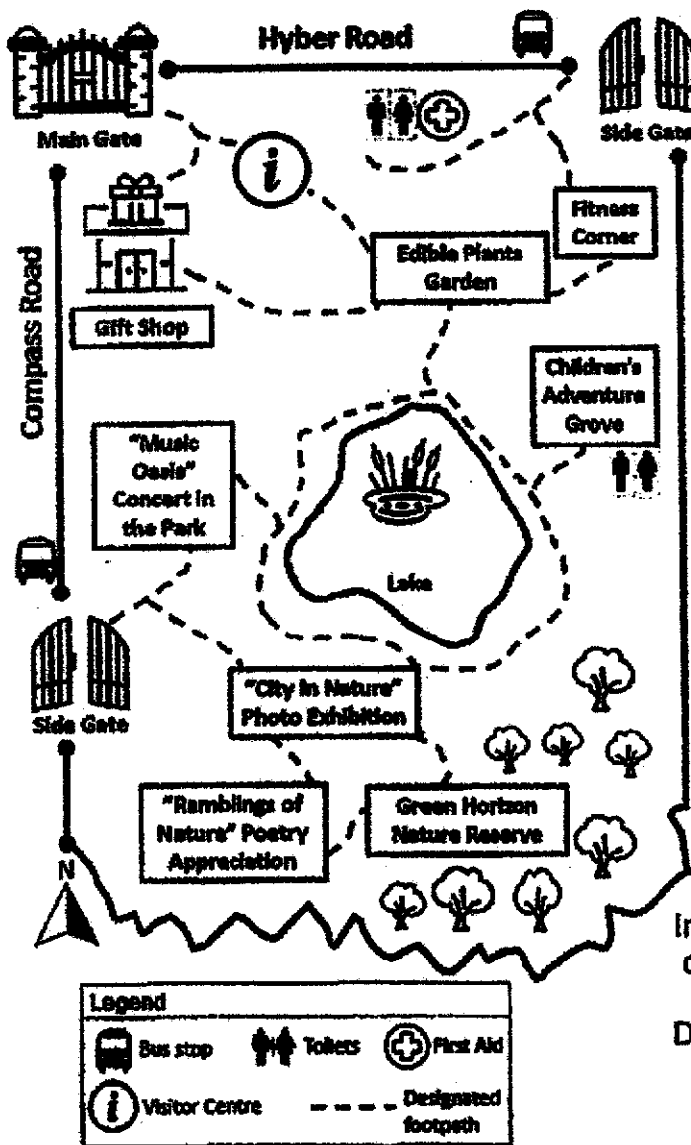 Hyber Road
Main Gate
Side Gate
i
Fitness
Corner
Edible Plants
Garden
Compass Road
Gift Shop
Children's
Adventure
Grove
"Music
Oasis"
Concert in
the Park
Lake
Side Gate
"City in Nature"
Photo Exhibition
"Ramblings of
Nature" Poetry
Appreciation
Green Horizon
Nature Reserve
N
D
Legend
Bus stop
Toilets
First Aid
i
Visitor Centre
Designated
footpath